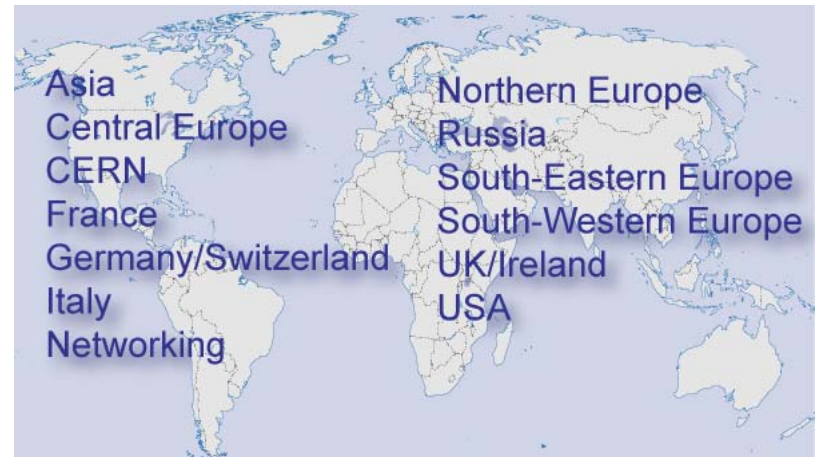 Asia
Central Europe
CERN
France
Germany/Switzerland
Italy
Networking
Northern Europe
Russia
South-Eastern Europe
South-Western Europe
UK/Ireland
USA